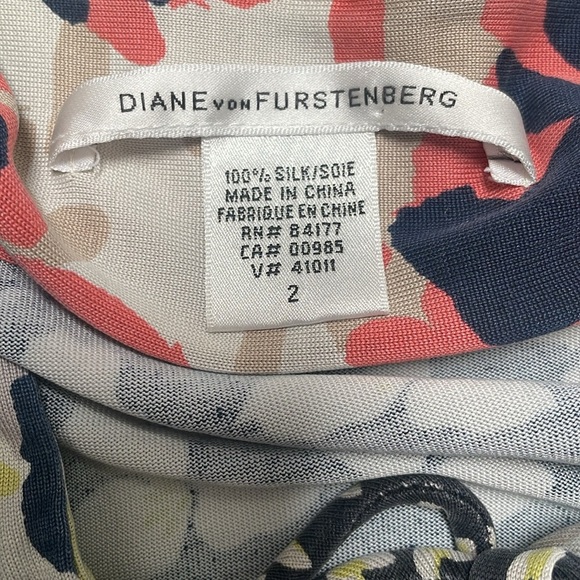 DIANE VON FURSTENBERG
100% SILK/SOIE
MADE IN CHINA
FABRIQUE EN CHINE
RN# 84177
CA# 00985
V# 41011
2